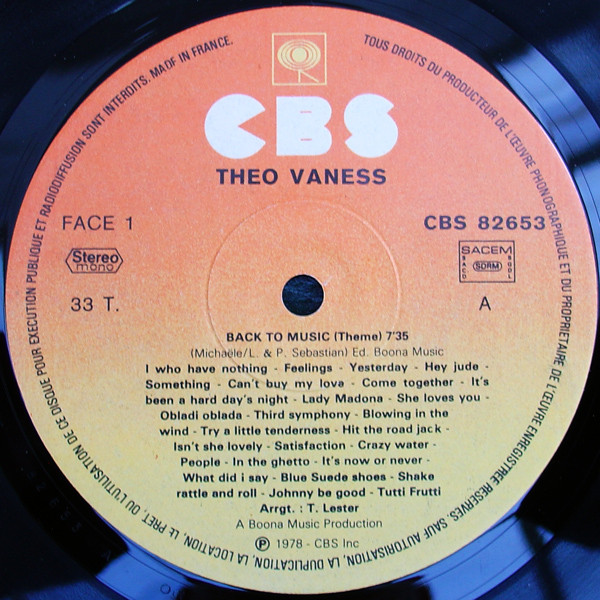 TOUS DROITS DU PRODUCTEUR DE L'ŒUVRE PHONOGRAPHIQUE ET DU PROPRIETAIRE DE L'ŒUVRE ENREGISTREE RESERVES. SAUF AUTORISATION, LA DUPLICATION, LA LOCATION, LE PRET, OU L'UTILISATION DE CE DISQUE POUR EXECUTION PUBLIQUE ET RADIODIFFUSION SONT INTERDITS. MADE IN FRANCE.
CBS
THEO VANESS
FACE 1
CBS 82653
Stereo
mono
SACEM
SACD
SDRM
SGDL
33 T.
A
BACK TO MUSIC (Theme) 7'35
(Michaële/L. & P. Sebastian) Ed. Boona Music
I who have nothing - Feelings - Yesterday - Hey jude -
Something - Can't buy my lova - Come together - It's
been a hard day's night - Lady Madona - She loves you -
Obladi oblada - Third symphony - Blowing in the
wind - Try a little tenderness - Hit the road jack -
Isn't she lovely - Satisfaction - Crazy water -
People - In the ghetto - It's now or never -
What did i say - Blue Suede shoes - Shake
rattle and roll - Johnny be good - Tutti Frutti
Arrgt. : T. Lester
A Boona Music Production
Ⓟ 1978 - CBS Inc